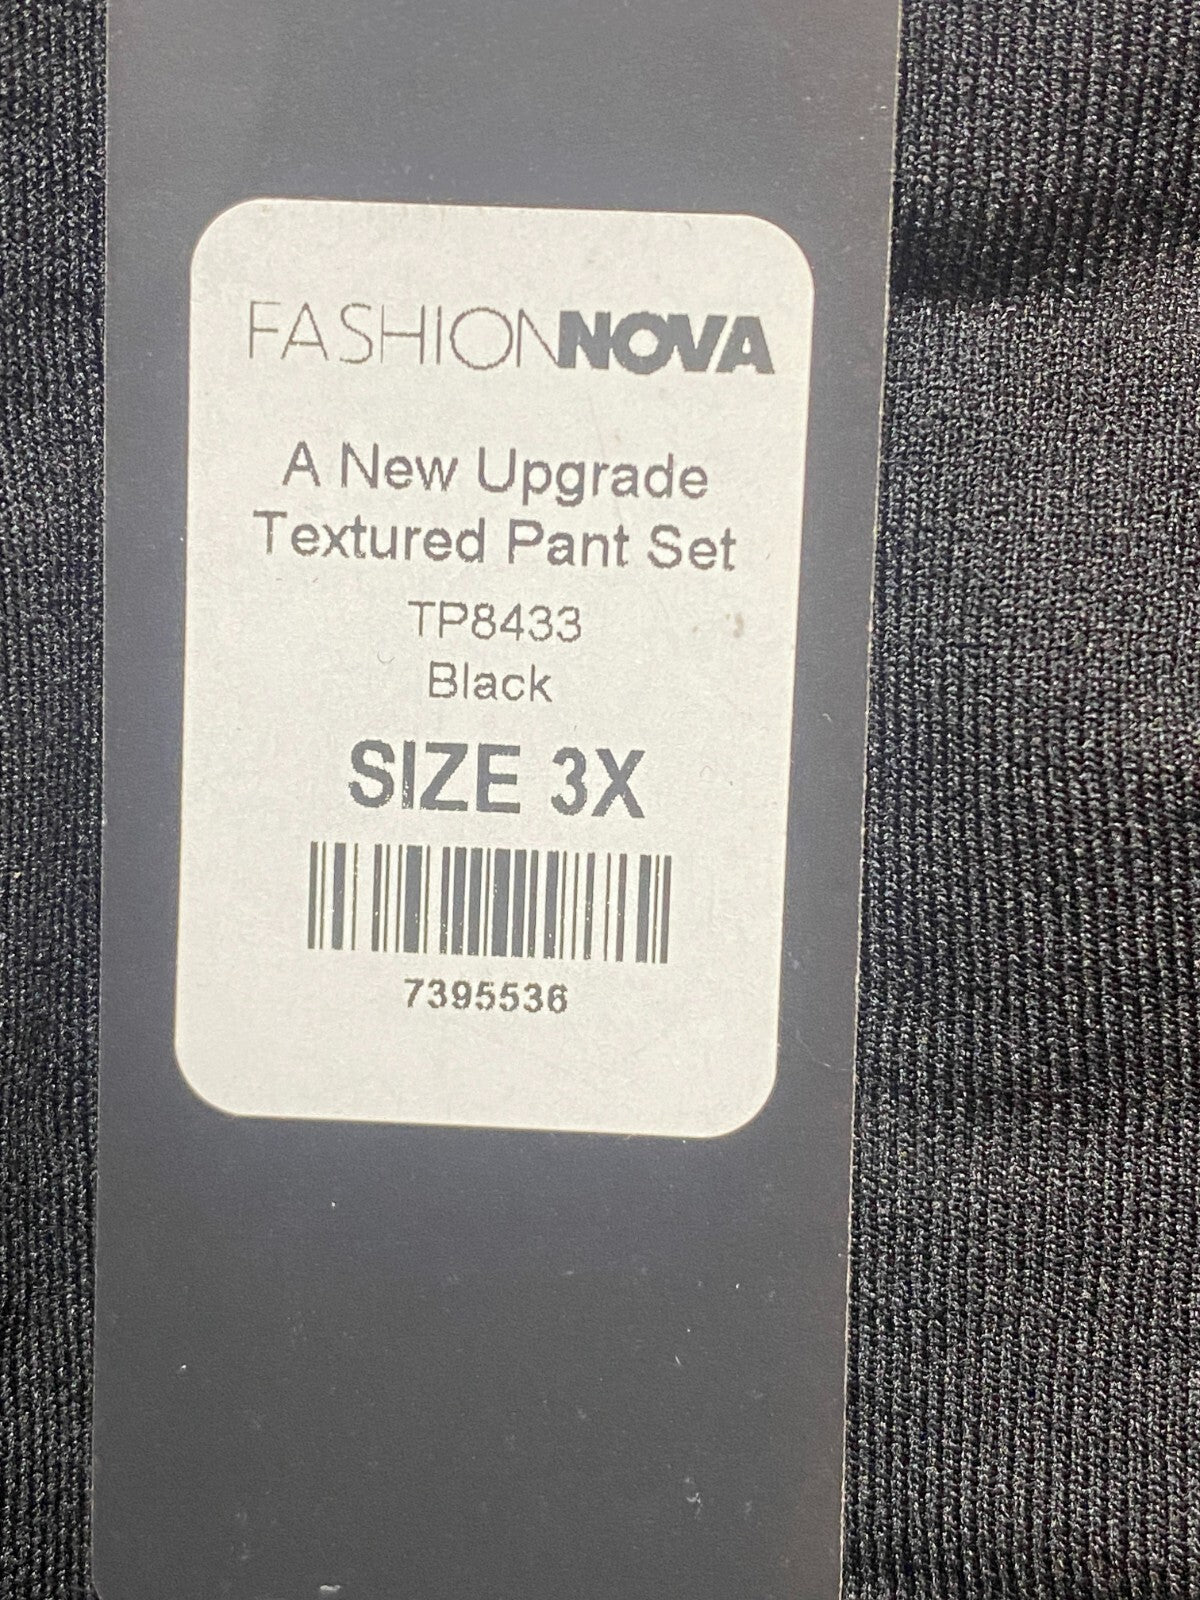 FASHIONNOVA
A New Upgrade
Textured Pant Set
TP8433
Black
SIZE 3X
7395536